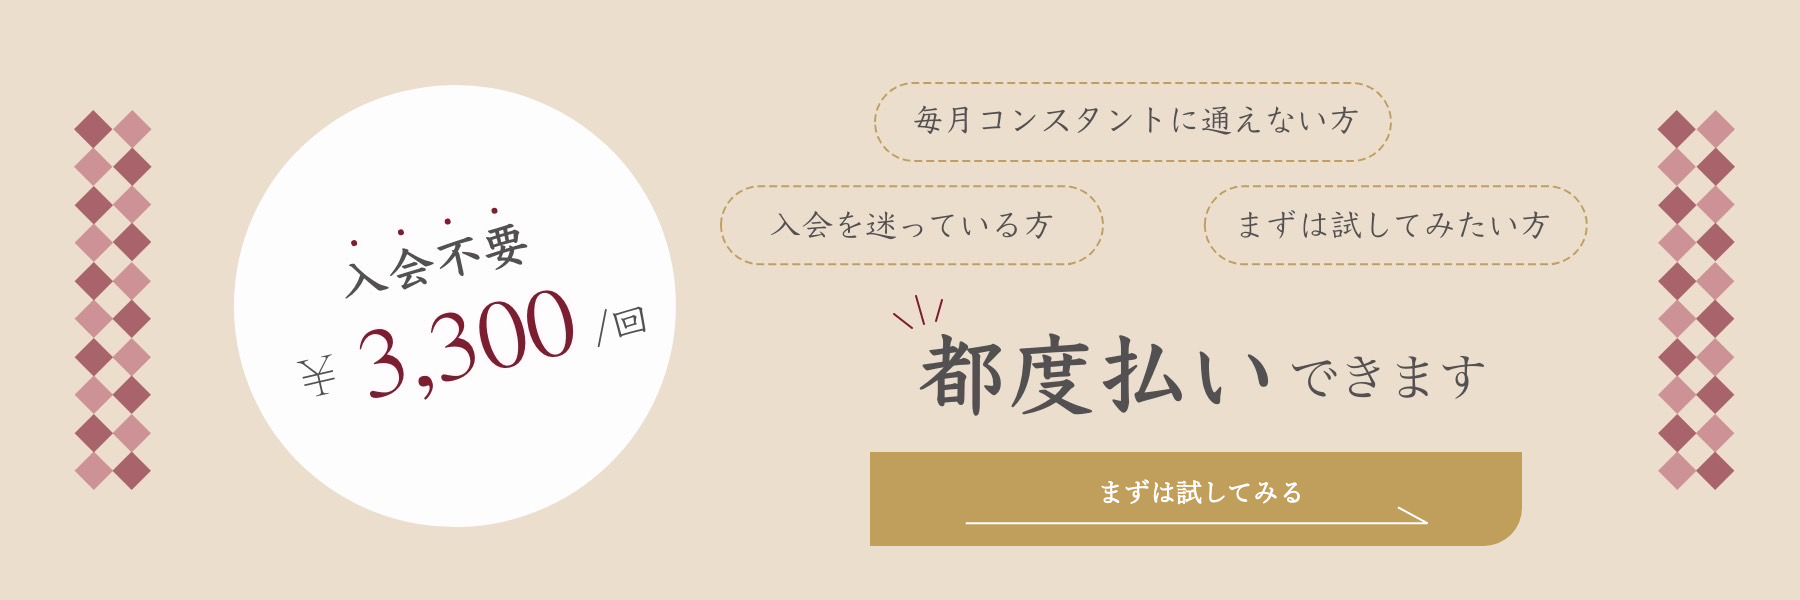 入会不要
¥ 3,300 /回
毎月コンスタントに通えない方
入会を迷っている方
まずは試してみたい方
都度払いできます
まずは試してみる